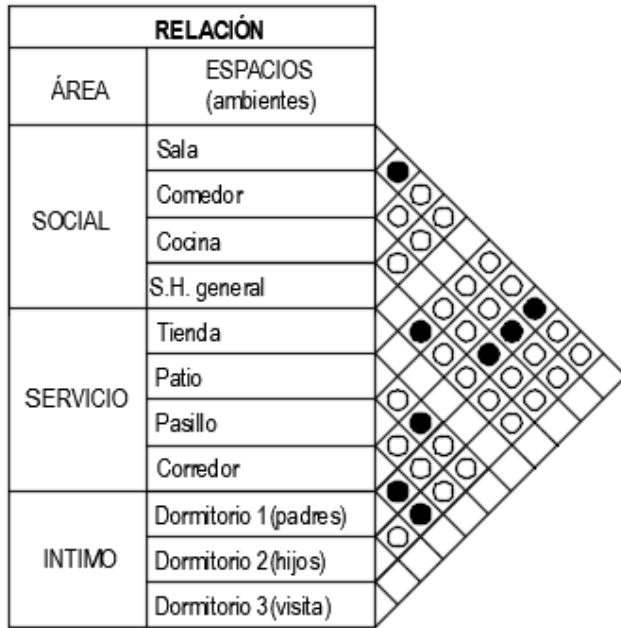 RELACIÓN
ÁREA
ESPACIOS
(ambientes)
SOCIAL
Sala
Comedor
Cocina
S.H. general
SERVICIO
Tienda
Patio
Pasillo
Corredor
INTIMO
Dormitorio 1(padres)
Dormitorio 2(hijos)
Dormitorio 3(visita)